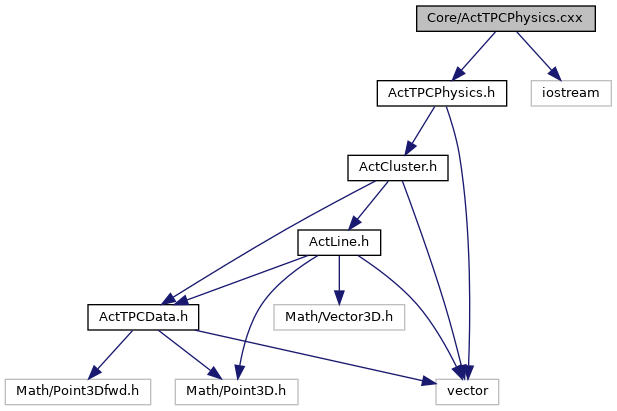 Core/ActTPCPhysics.cxx
ActTPCPhysics.h
iostream
ActCluster.h
ActLine.h
ActTPCData.h
Math/Vector3D.h
Math/Point3Dfwd.h
Math/Point3D.h
vector